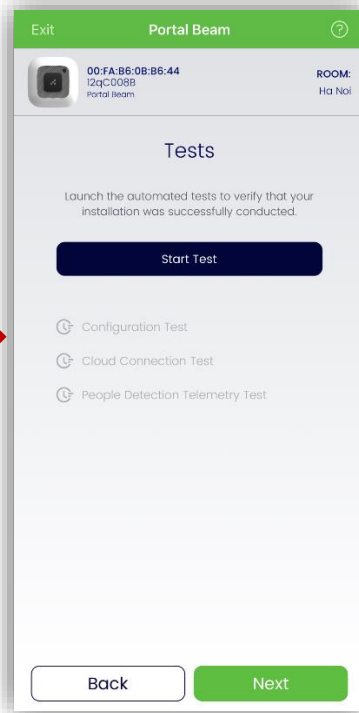 Exit Portal Beam ?
00:FA:B6:0B:B6:44 ROOM:
12qC008B Ha Noi
Portal Beam
Tests
Launch the automated tests to verify that your
installation was successfully conducted.
Start Test
Configuration Test
Cloud Connection Test
People Detection Telemetry Test
Back Next